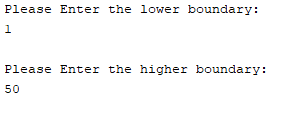 Please Enter the lower boundary:
1
Please Enter the higher boundary:
50